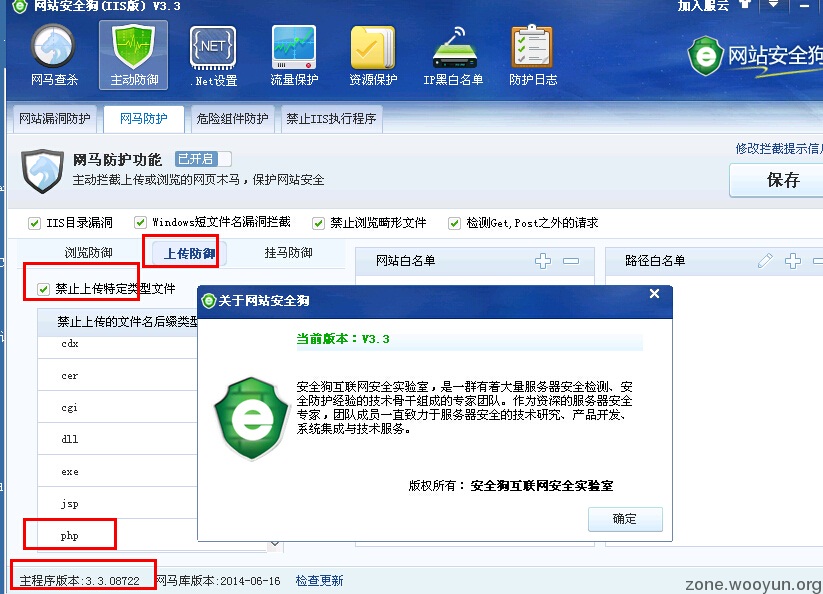 网站安全狗(IIS版) V3.3
加入服云
网马查杀
主动防御
.NET
.Net设置
流量保护
资源保护
IP黑白名单
防护日志
网站安全狗
网站漏洞防护
网马防护
危险组件防护
禁止IIS执行程序
网马防护功能
已开启
修改拦截提示信息
主动拦截上传或浏览的网页木马，保护网站安全
保存
IIS目录漏洞
Windows短文件名漏洞拦截
禁止浏览畸形文件
检测Get,Post之外的请求
浏览防御
上传防御
挂马防御
网站白名单
路径白名单
禁止上传特定类型文件
禁止上传的文件名后缀类型
cdx
cer
cgi
dll
exe
jsp
php
关于网站安全狗
当前版本：V3.3
安全狗互联网安全实验室，是一群有着大量服务器安全检测、安
全防护经验的技术骨干组成的专家团队。作为资深的服务器安全
专家，团队成员一直致力于服务器安全的技术研究、产品开发、
系统集成与技术服务。
版权所有：安全狗互联网安全实验室
确定
主程序版本:3.3.08722
网马库版本:2014-06-16
检查更新
zone.wooyun.org